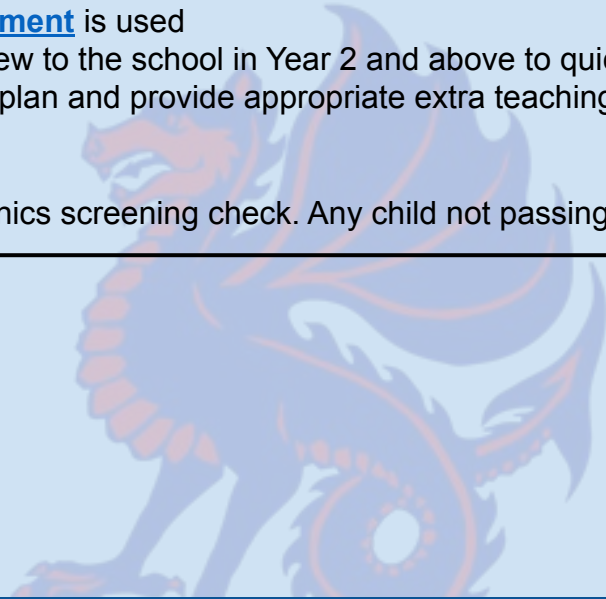 ment is used
ew to the school in Year 2 and above to quic
plan and provide appropriate extra teaching
nics screening check. Any child not passing